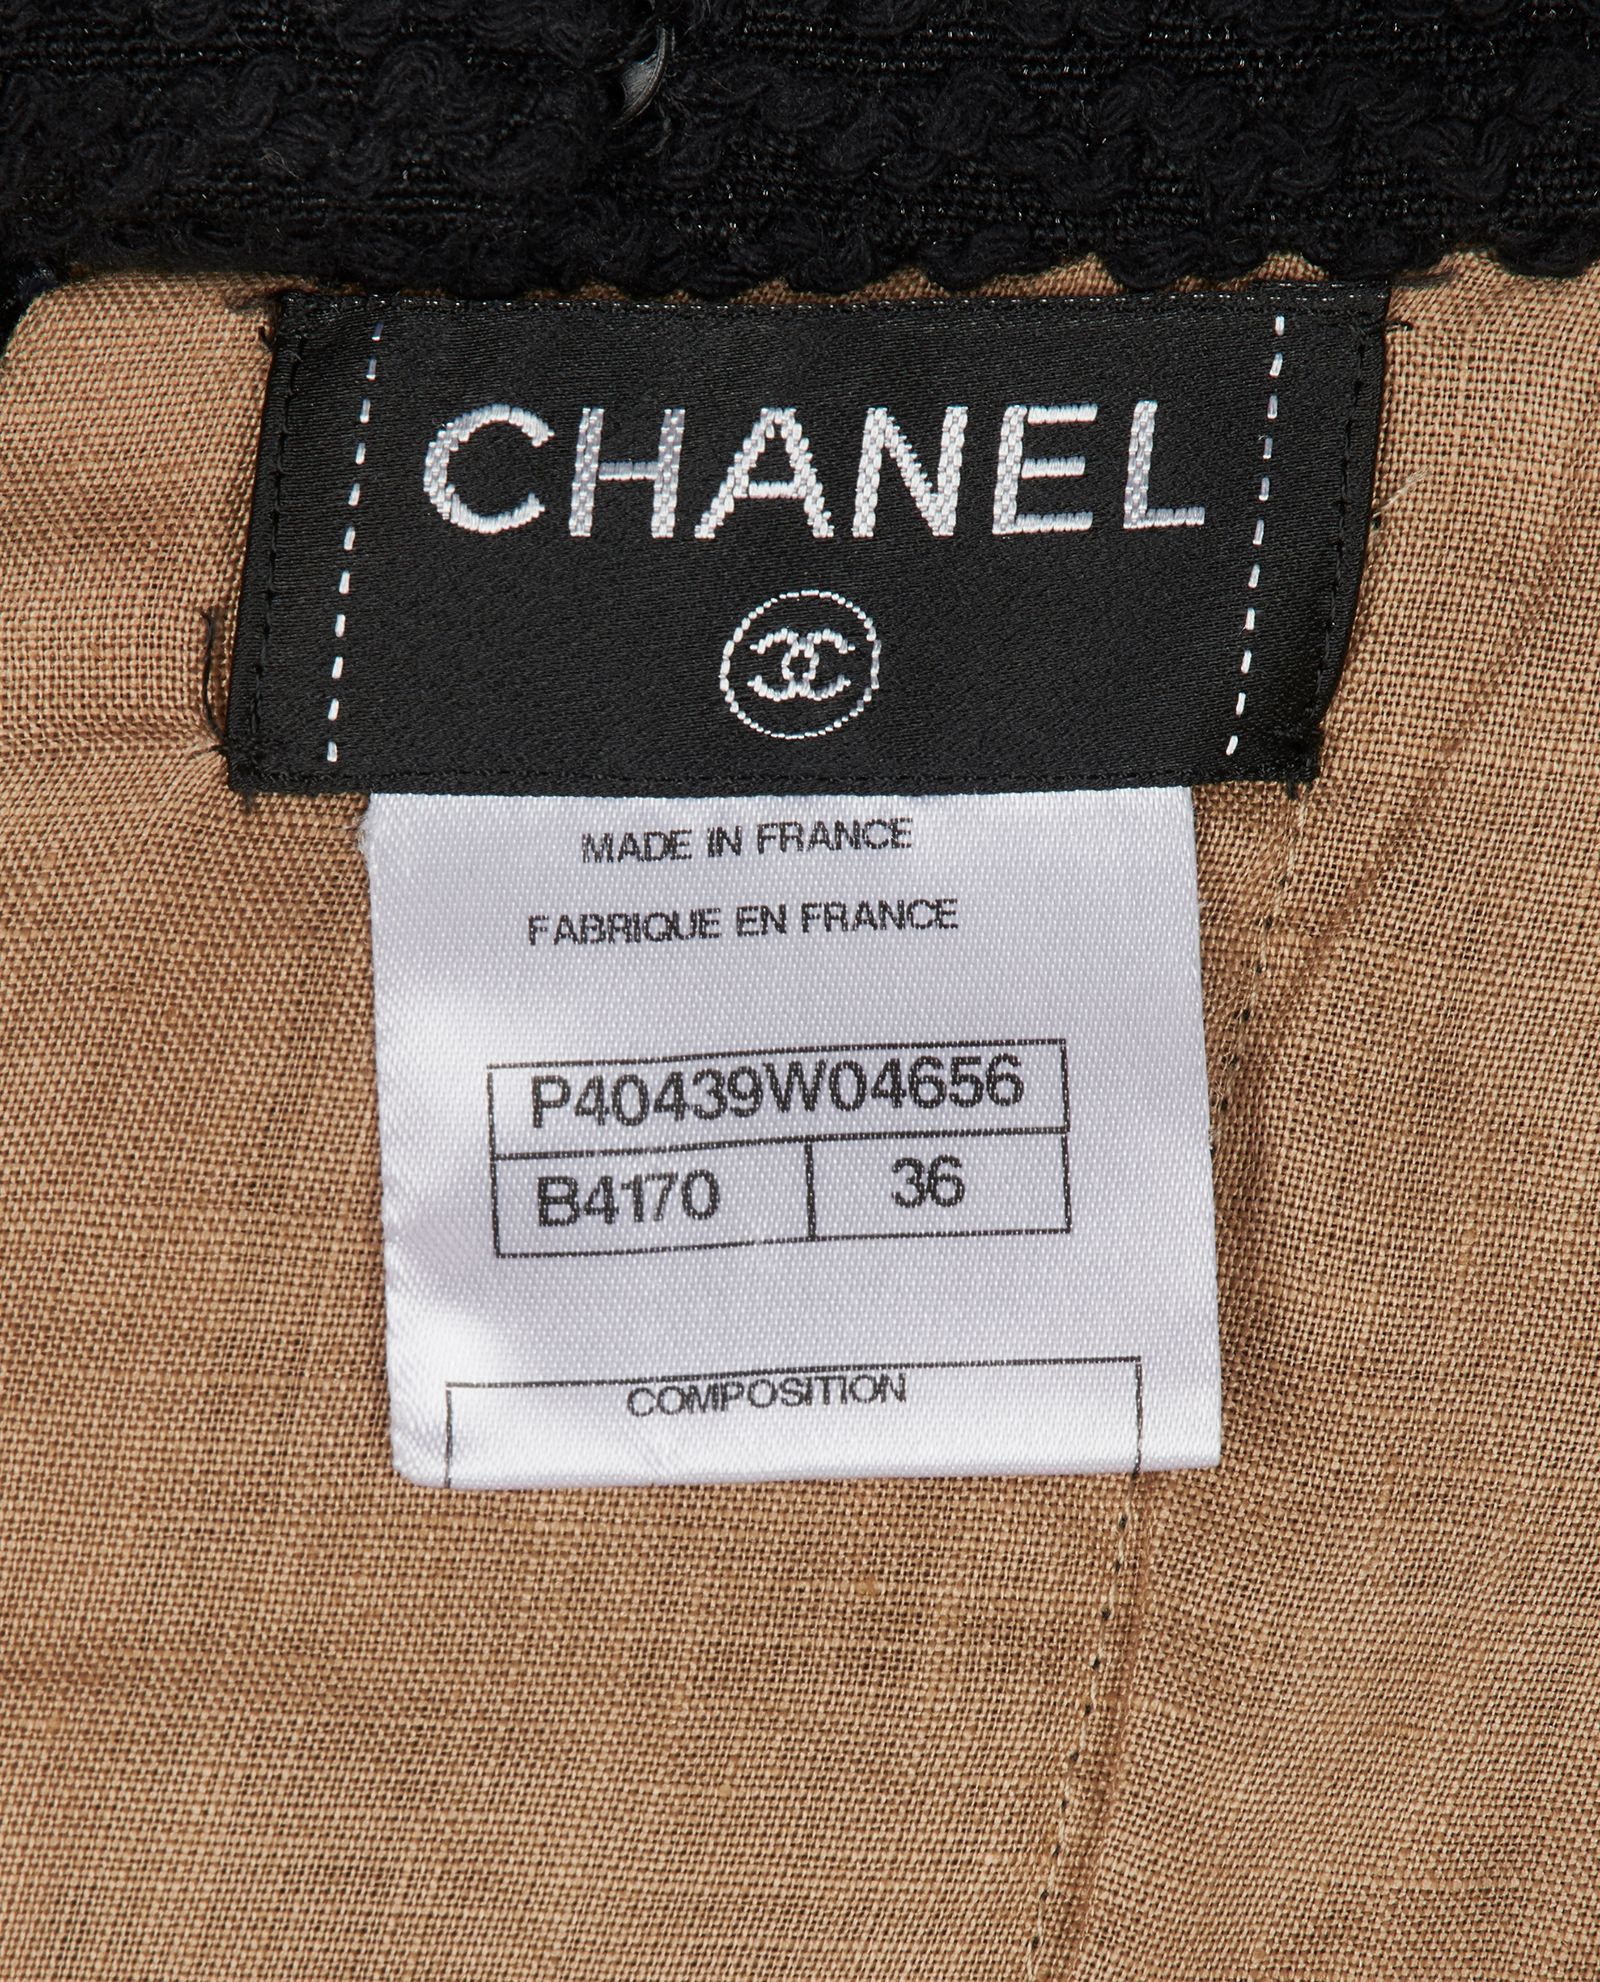 CHANEL
MADE IN FRANCE
FABRIQUE EN FRANCE
P40439W04656
B4170 36
COMPOSITION